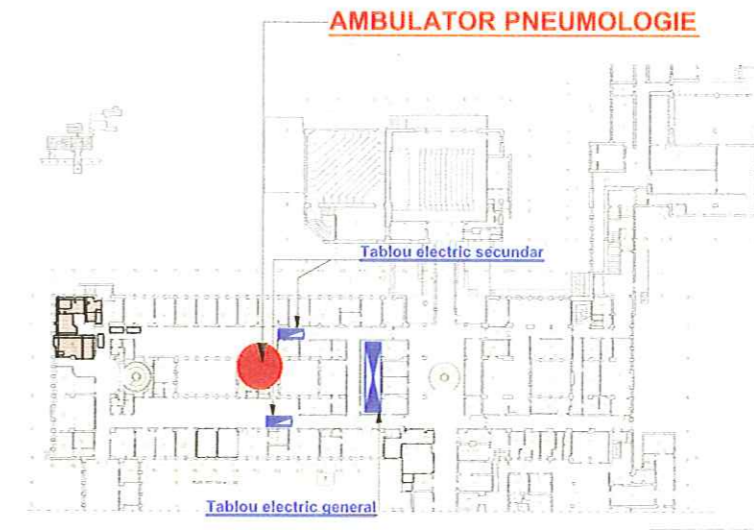 AMBULATOR PNEUMOLOGIE
Tablou electric secundar
Tablou electric general